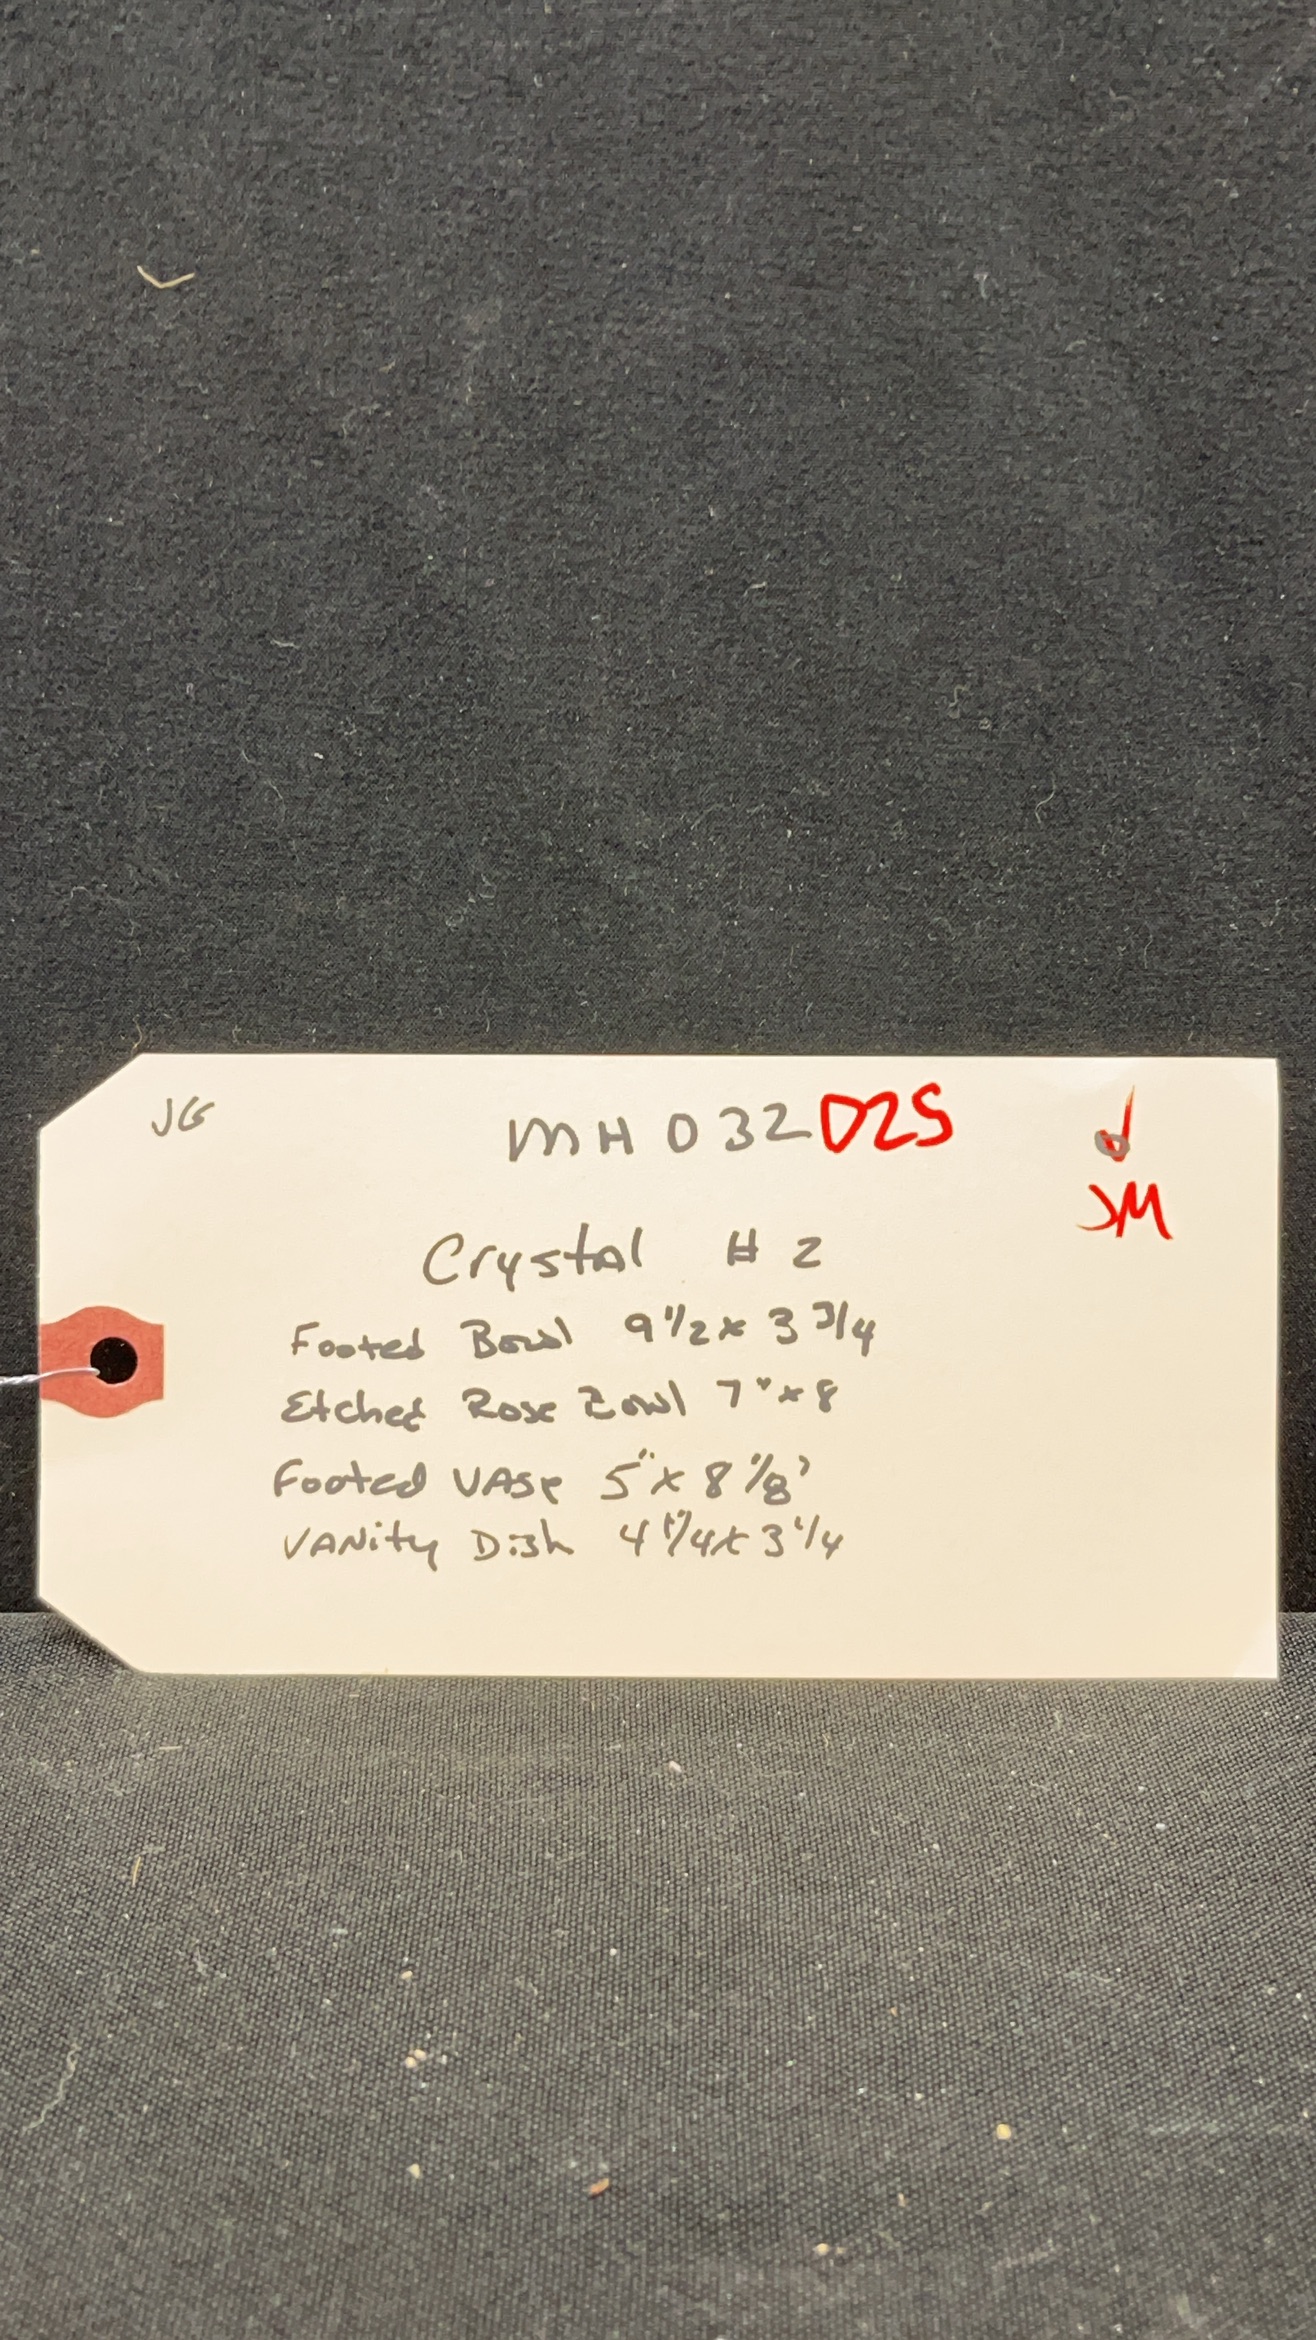 JG
MH032D2S
JM
Crystal # 2
Footed Bowl 9 1/2 x 3 3/4
Etched Rose Bowl 7" x 8
Footed VAse 5" x 8 1/8"
VANity Dish 4 1/4 x 3 1/4